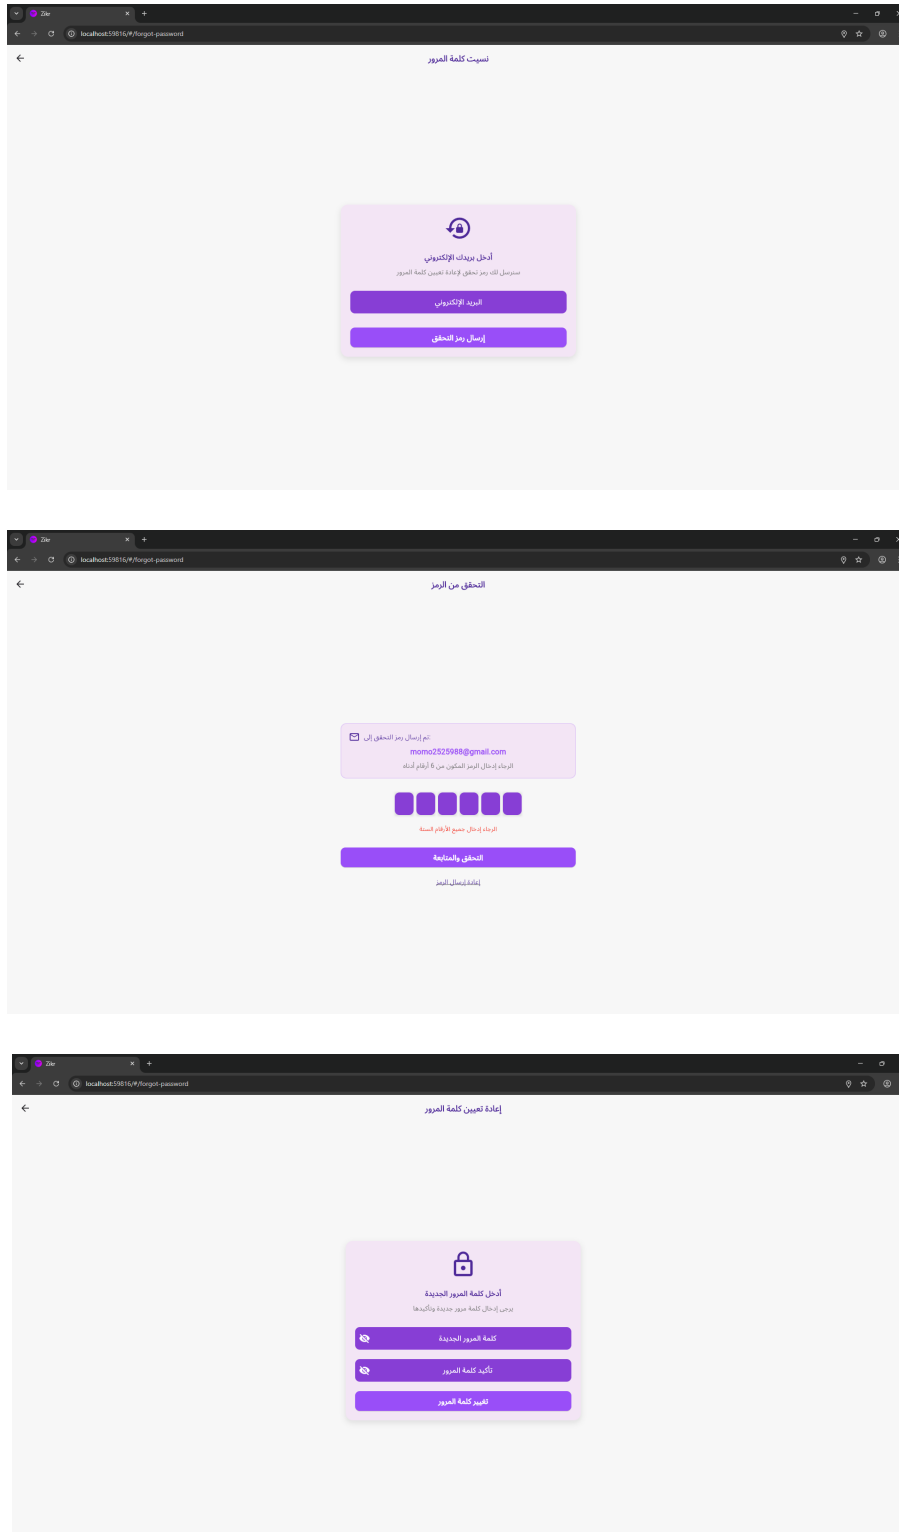 Zikr
localhost:59816/#/forgot-password
نسيت كلمة المرور
أدخل بريدك الإلكتروني
سنرسل لك رمز تحقق لإعادة تعيين كلمة المرور
البريد الإلكتروني
إرسال رمز التحقق
Zikr
localhost:59816/#/forgot-password
التحقق من الرمز
تم إرسال رمز التحقق إلى
momo2525988@gmail.com
الرجاء إدخال الرمز المكون من 6 أرقام أدناه
الرجاء إدخال جميع الأرقام الستة
التحقق والمتابعة
إعادة إرسال الرمز
Zikr
localhost:59816/#/forgot-password
إعادة تعيين كلمة المرور
أدخل كلمة المرور الجديدة
يرجى إدخال كلمة مرور جديدة وتأكيدها
كلمة المرور الجديدة
تأكيد كلمة المرور
تغيير كلمة المرور